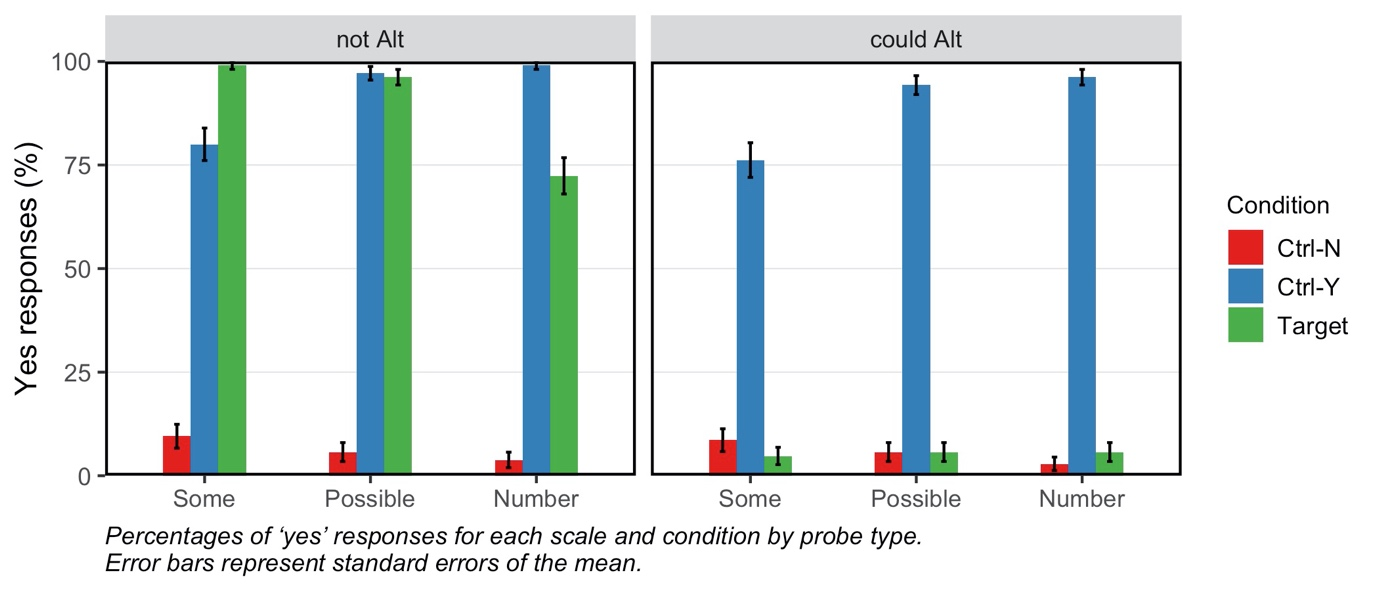 not Alt
could Alt
Yes responses (%)
100
75
50
25
0
Some
Possible
Number
Some
Possible
Number
Condition
Ctrl-N
Ctrl-Y
Target
Percentages of ‘yes’ responses for each scale and condition by probe type.
Error bars represent standard errors of the mean.